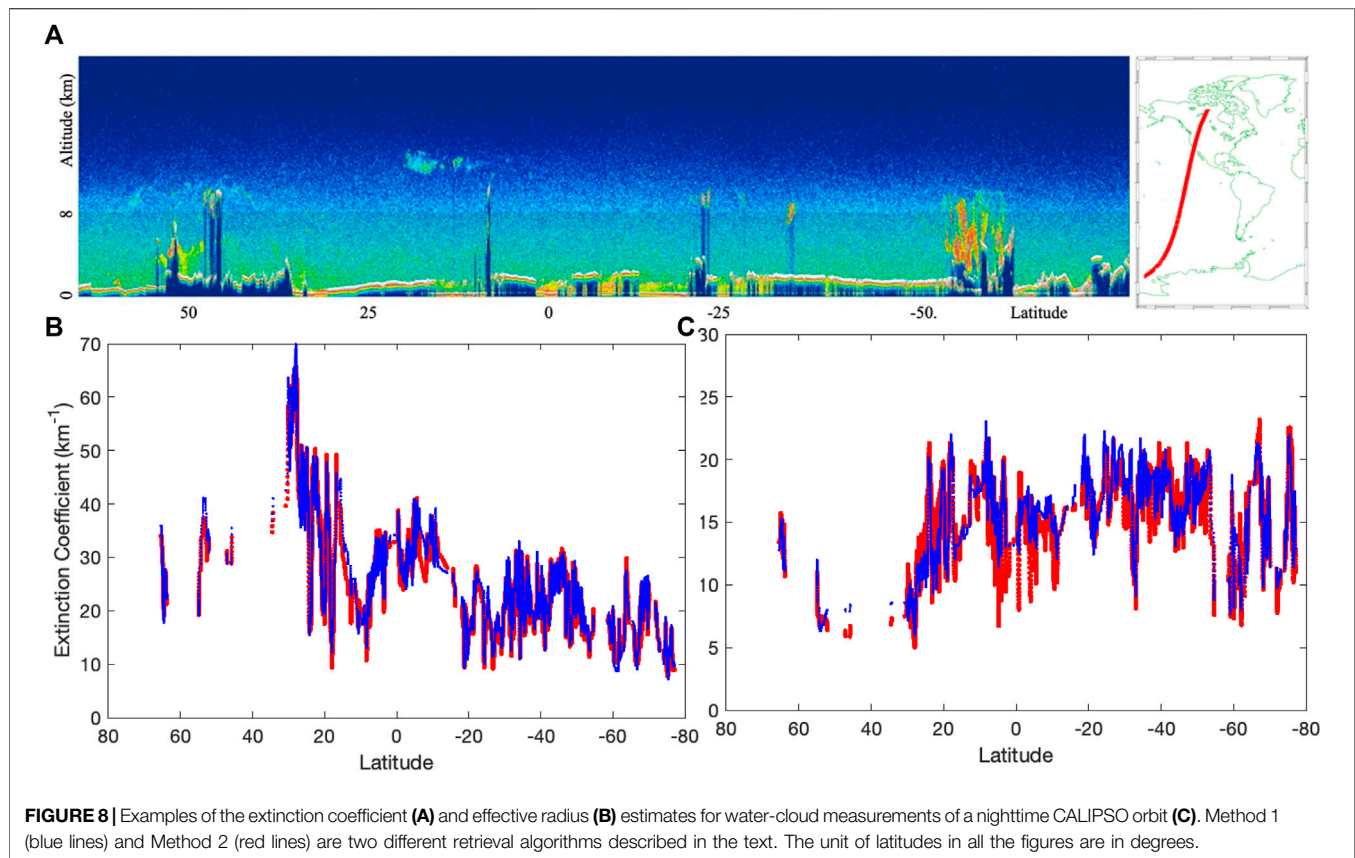 A
Altitude (km)
8
0
50 25 0 -25 -50. Latitude
B
70
60
50
40
30
20
10
0
Extinction Coefficient (km⁻¹)
80 60 40 20 0 -20 -40 -60 -80
Latitude
C
30
25
20
15
10
5
0
80 60 40 20 0 -20 -40 -60 -80
Latitude
FIGURE 8 | Examples of the extinction coefficient (A) and effective radius (B) estimates for water-cloud measurements of a nighttime CALIPSO orbit (C). Method 1
(blue lines) and Method 2 (red lines) are two different retrieval algorithms described in the text. The unit of latitudes in all the figures are in degrees.